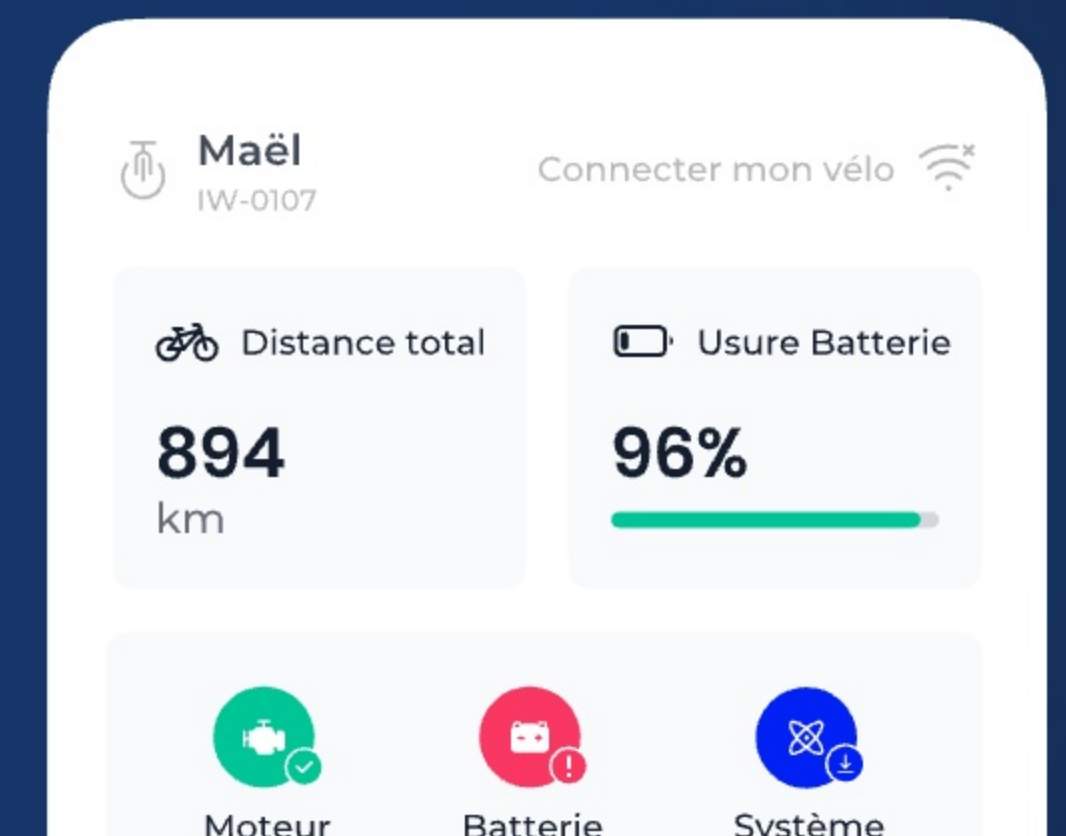 Maël
IW-0107
Connecter mon vélo
Distance total
894
km
Usure Batterie
96%
Moteur
Batterie
Système